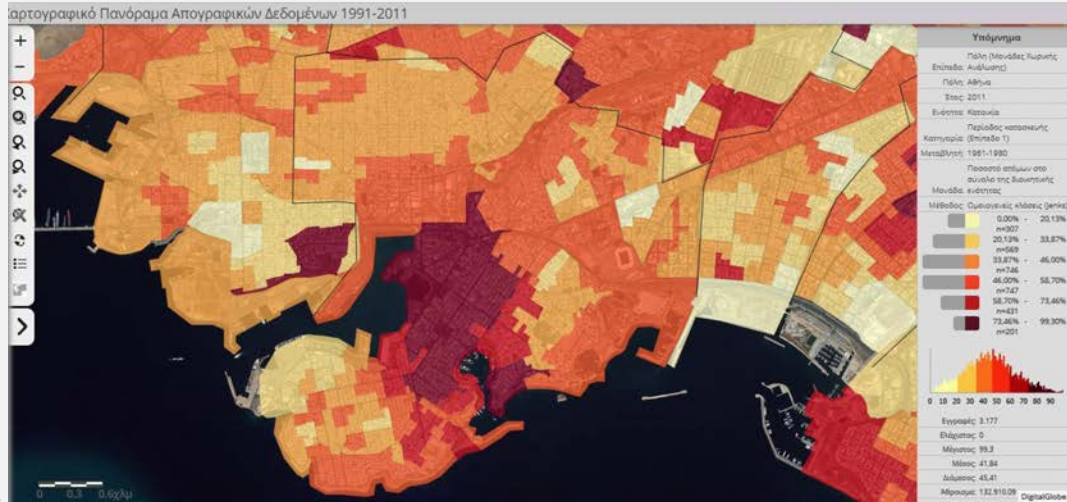 Χαρτογραφικό Πανόραμα Απογραφικών Δεδομένων 1991-2011
Υπόμνημα
Επίπεδο: Πόλη (Μονάδες Χωρικής Ανάλυσης)
Πόλη: Αθήνα
Έτος: 2011
Ενότητα: Κατοικία
Κατηγορία: Περίοδος κατασκευής (Επίπεδο 1)
Μεταβλητή: 1961-1980
Μονάδα: Ποσοστό ατόμων στο σύνολο της διοικητικής ενότητας
Μέθοδος: Ομοιογενείς κλάσεις (Jenks)
0,00% - 20,13%
n=307
20,13% - 33,87%
n=569
33,87% - 46,00%
n=746
46,00% - 58,70%
n=747
58,70% - 73,46%
n=431
73,46% - 99,30%
n=201
0 10 20 30 40 50 60 70 80 90
Εγγραφές: 3.177
Ελάχιστος: 0
Μέγιστος: 99,3
Μέσος: 41,84
Διάμεσος: 45,41
Άθροισμα: 132.910,09
DigitalGlobe
0 0.3 0.6χλμ